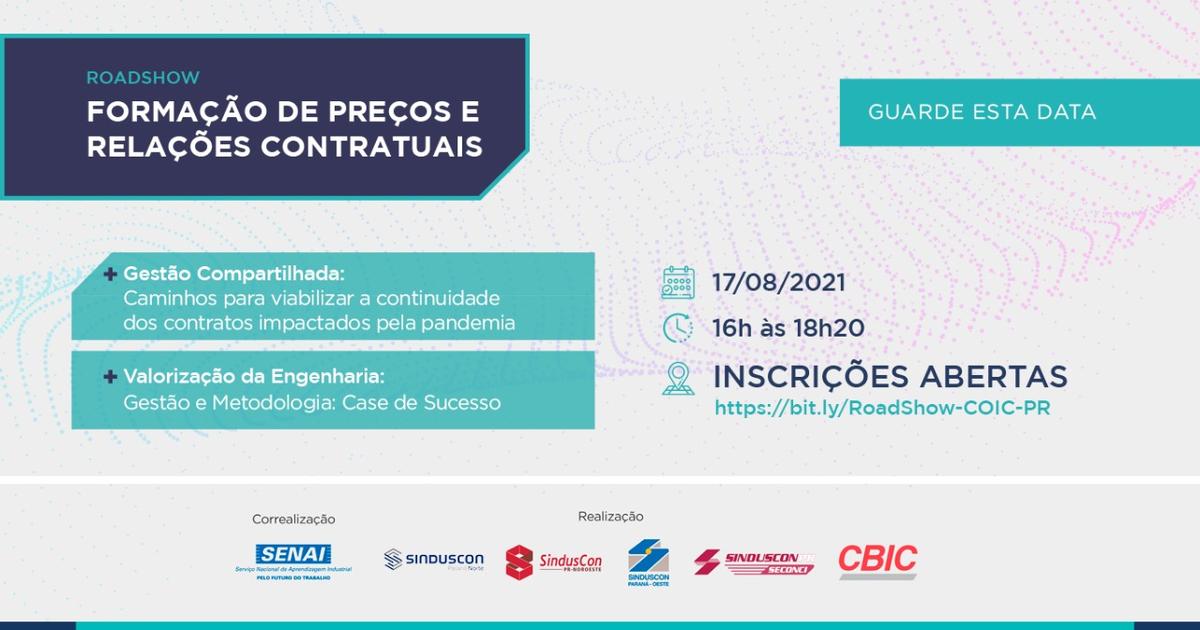 ROADSHOW
FORMAÇÃO DE PREÇOS E
RELAÇÕES CONTRATUAIS
GUARDE ESTA DATA
Gestão Compartilhada:
Caminhos para viabilizar a continuidade
dos contratos impactados pela pandemia
Valorização da Engenharia:
Gestão e Metodologia: Case de Sucesso
17/08/2021
16h às 18h20
INSCRIÇÕES ABERTAS
https://bit.ly/RoadShow-COIC-PR
Correalização
Realização
SENAI
Serviço Nacional de Aprendizagem Industrial
PELO FUTURO DO TRABALHO
SINDUSCON
Paraná Norte
SindusCon
PR-NOROESTE
SINDUSCON
PARANÁ - OESTE
SINDUSCON PR
SECONCI
CBIC